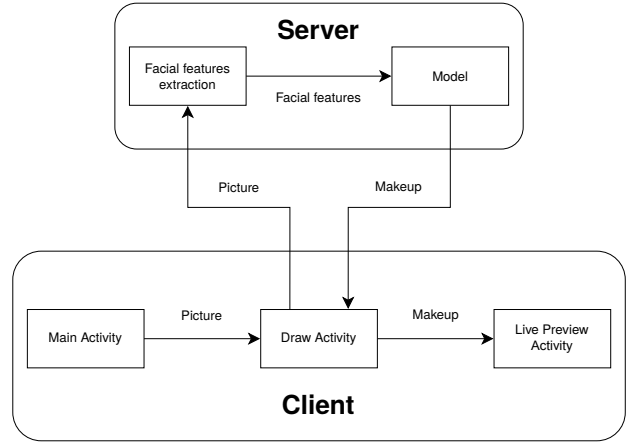 Server
Facial features
extraction
Facial features
Model
Picture
Makeup
Main Activity
Picture
Draw Activity
Makeup
Live Preview
Activity
Client